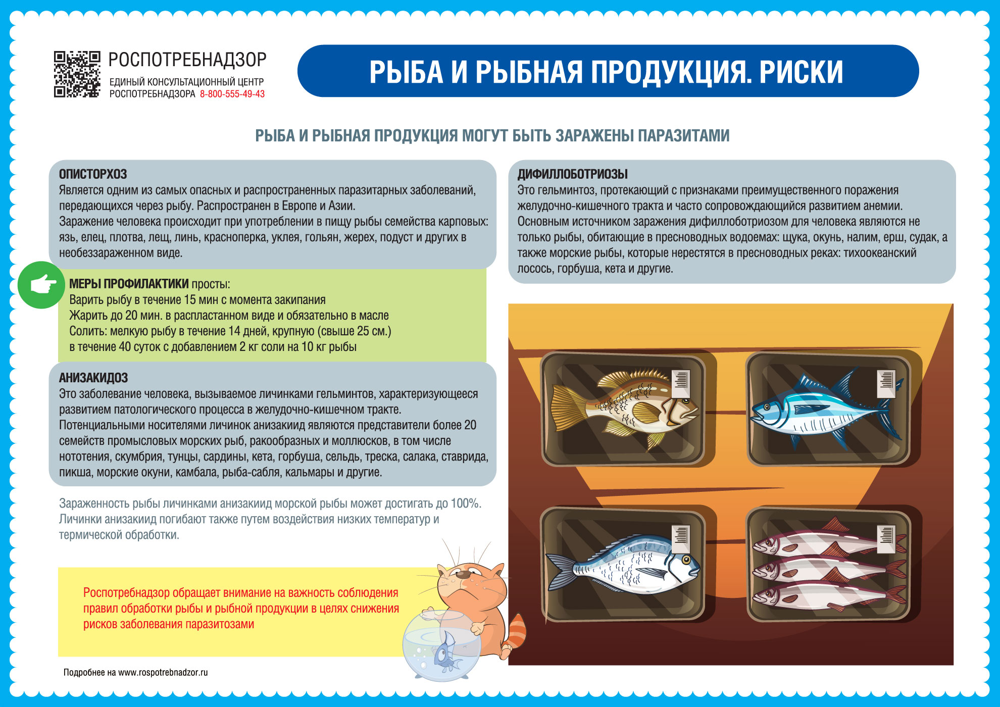 РОСПОТРЕБНАДЗОР
ЕДИНЫЙ КОНСУЛЬТАЦИОННЫЙ ЦЕНТР
РОСПОТРЕБНАДЗОРА 8-800-555-49-43
РЫБА И РЫБНАЯ ПРОДУКЦИЯ. РИСКИ
РЫБА И РЫБНАЯ ПРОДУКЦИЯ МОГУТ БЫТЬ ЗАРАЖЕНЫ ПАРАЗИТАМИ
ОПИСТОРХОЗ
Является одним из самых опасных и распространенных паразитарных заболеваний,
передающихся через рыбу. Распространен в Европе и Азии.
Заражение человека происходит при употреблении в пищу рыбы семейства карповых:
язь, елец, плотва, лещ, линь, красноперка, уклея, гольян, жерех, подуст и других в
необеззараженном виде.
МЕРЫ ПРОФИЛАКТИКИ просты:
Варить рыбу в течение 15 мин с момента закипания
Жарить до 20 мин. в распластанном виде и обязательно в масле
Солить: мелкую рыбу в течение 14 дней, крупную (свыше 25 см.)
в течение 40 суток с добавлением 2 кг соли на 10 кг рыбы
АНИЗАКИДОЗ
Это заболевание человека, вызываемое личинками гельминтов, характеризующееся
развитием патологического процесса в желудочно-кишечном тракте.
Потенциальными носителями личинок анизакиид являются представители более 20
семейств промысловых морских рыб, ракообразных и моллюсков, в том числе
нототения, скумбрия, тунцы, сардины, кета, горбуша, сельдь, треска, салака, ставрида,
пикша, морские окуни, камбала, рыба-сабля, кальмары и другие.
Зараженность рыбы личинками анизакиид морской рыбы может достигать до 100%.
Личинки анизакиид погибают также путем воздействия низких температур и
термической обработки.
Роспотребнадзор обращает внимание на важность соблюдения
правил обработки рыбы и рыбной продукции в целях снижения
рисков заболевания паразитозами
Подробнее на www.rospotrebnadzor.ru
ДИФИЛЛОБОТРИОЗЫ
Это гельминтоз, протекающий с признаками преимущественного поражения
желудочно-кишечного тракта и часто сопровождающийся развитием анемии.
Основным источником заражения дифиллоботриозом для человека являются не
только рыбы, обитающие в пресноводных водоемах: щука, окунь, налим, ерш, судак, а
также морские рыбы, которые нерестятся в пресноводных реках: тихоокеанский
лосось, горбуша, кета и другие.